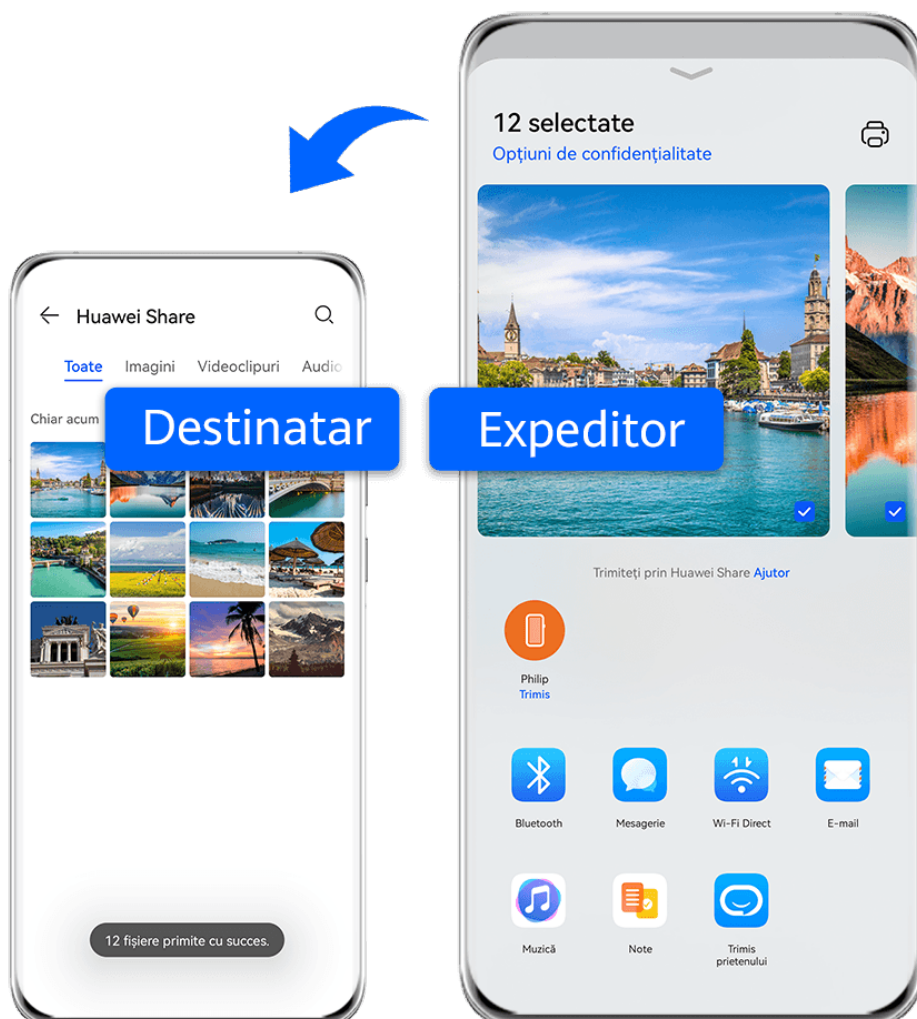 12 selectate
Opțiuni de confidențialitate
Huawei Share
Toate Imagini Videoclipuri Audio
Chiar acum
Destinatar
Expeditor
Trimiteți prin Huawei Share Ajutor
Philip
Trimis
Bluetooth Mesagerie Wi-Fi Direct E-mail
12 fișiere primite cu succes.
Muzică Note Trimis
prietenului